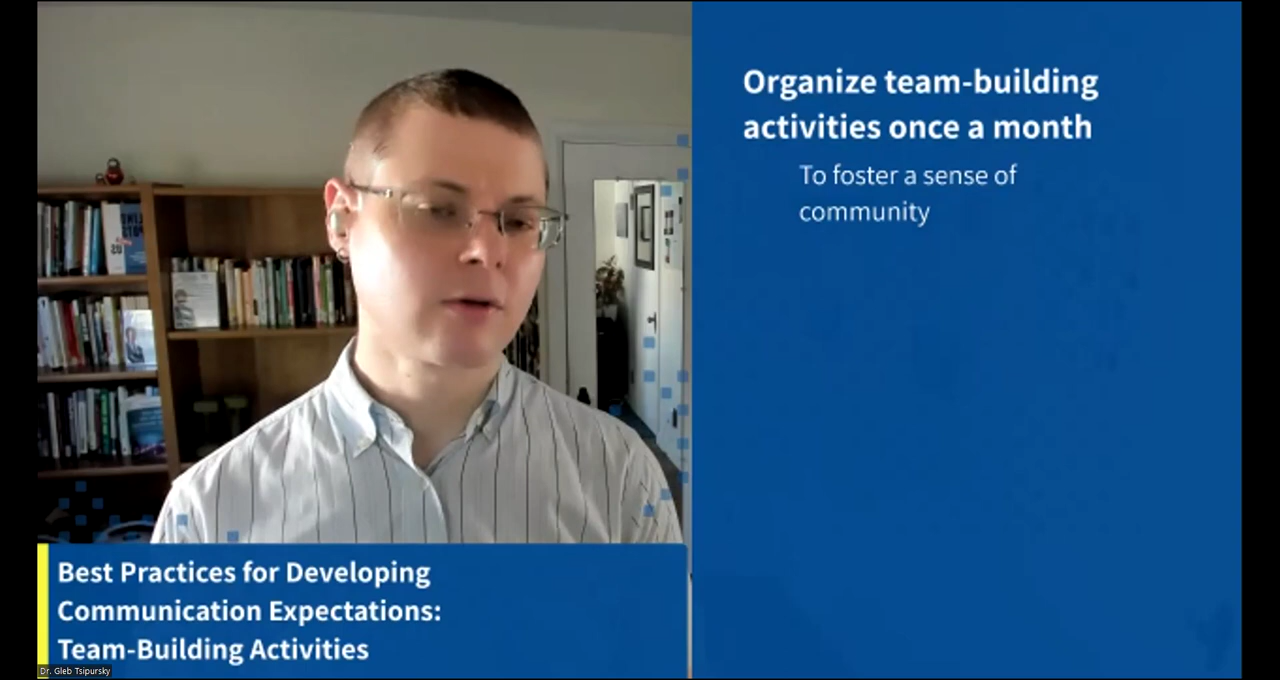 Organize team-building
activities once a month
To foster a sense of
community
Best Practices for Developing
Communication Expectations:
Team-Building Activities
Dr. Gleb Tsipursky